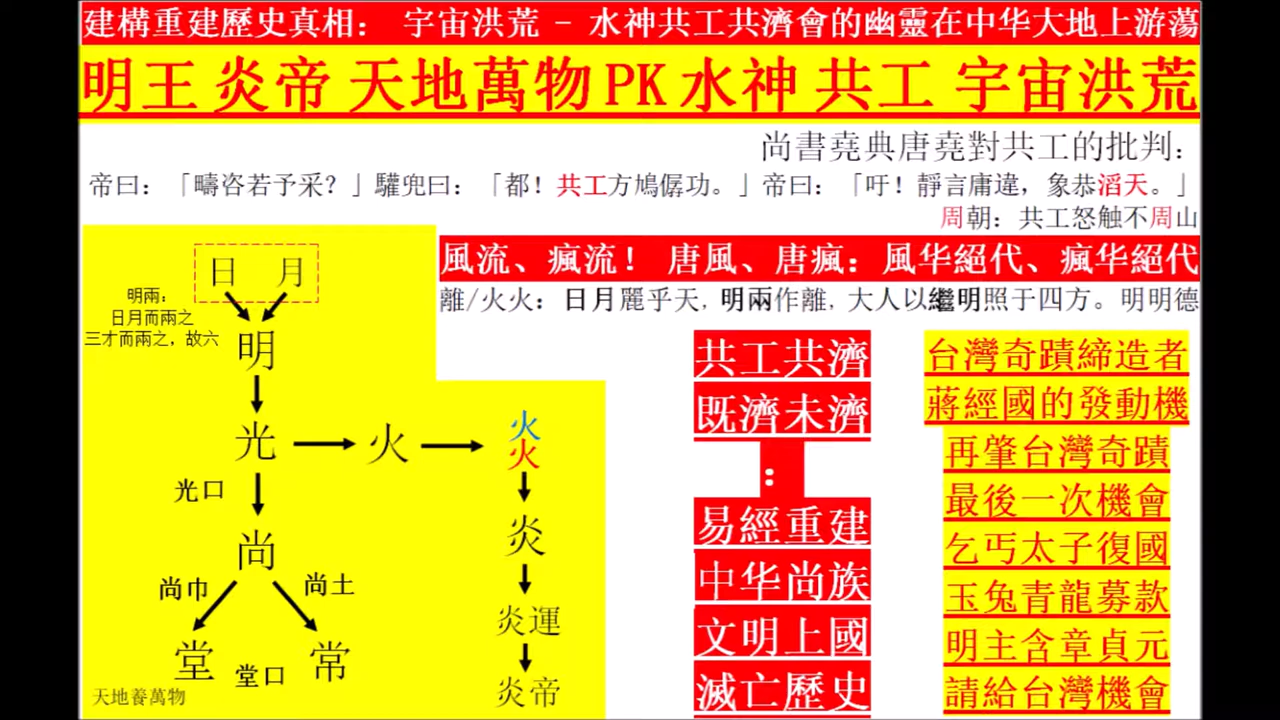 建構重建歷史真相： 宇宙洪荒 - 水神共工共濟會的幽靈在中华大地上游蕩
明王 炎帝 天地萬物 PK 水神 共工 宇宙洪荒
尚書堯典唐堯對共工的批判：
帝曰：「疇咨若予采？」驩兜曰：「都！共工方鳩僝功。」帝曰：「吁！靜言庸違，象恭滔天。」
周朝：共工怒触不周山
風流、瘋流！ 唐風、唐瘋：風华絕代、瘋华絕代
離/火火：日月麗乎天，明兩作離，大人以繼明照于四方。明明德
日 月
明兩：
日月而兩之
三才而兩之，故六
明
光
火
火
火
光口
尚
炎
尚巾
尚土
炎運
堂
堂口
常
炎帝
天地養萬物
共工共濟
既濟未濟
：
易經重建
中华尚族
文明上國
滅亡歷史
台灣奇蹟締造者
蔣經國的發動機
再肇台灣奇蹟
最後一次機會
乞丐太子復國
玉兔青龍募款
明主含章貞元
請給台灣機會